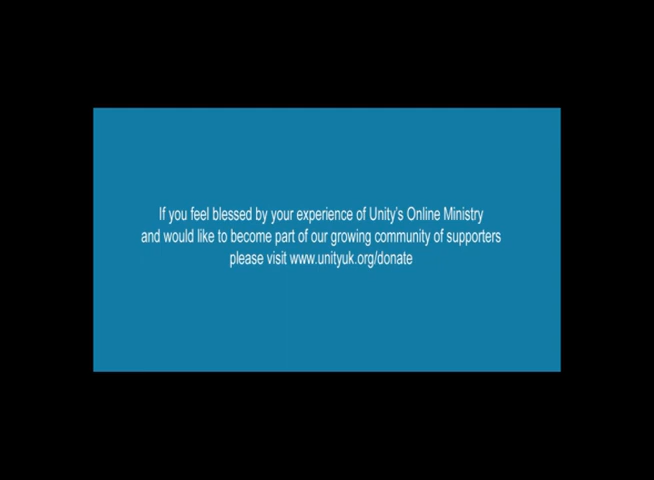 If you feel blessed by your experience of Unity's Online Ministry
and would like to become part of our growing community of supporters
please visit www.unityuk.org/donate